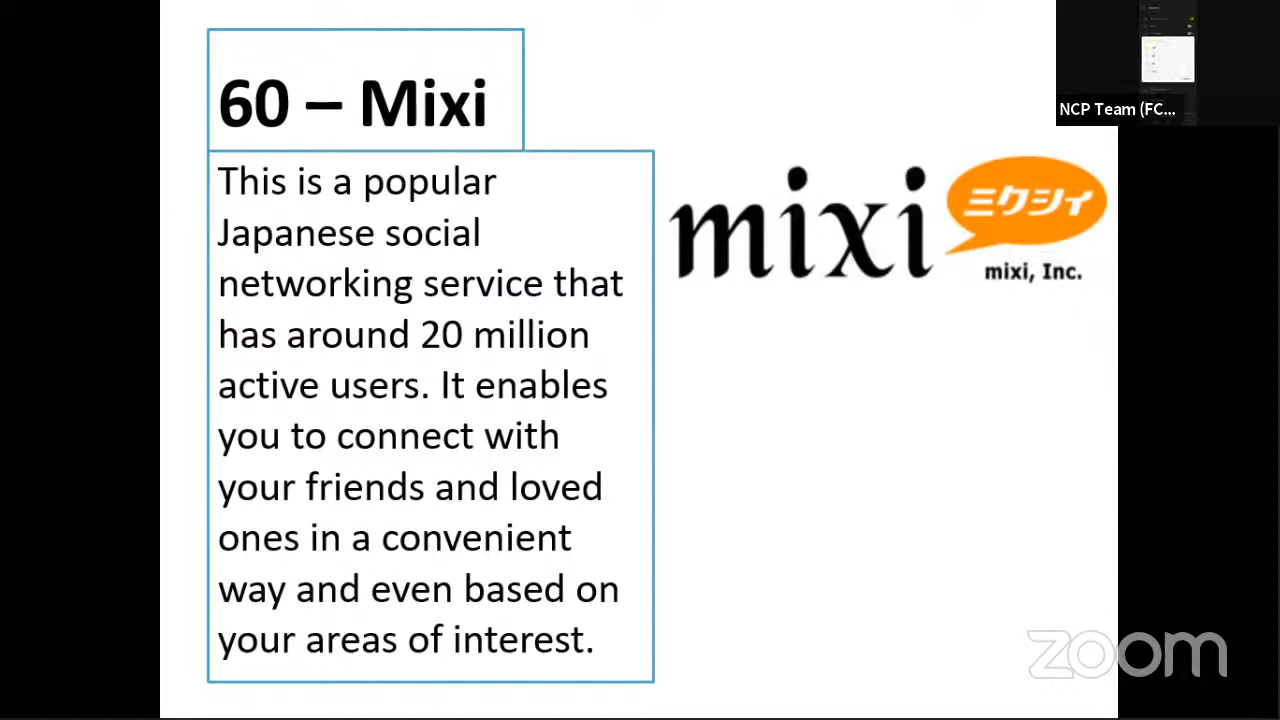 60 – Mixi
This is a popular
Japanese social
networking service that
has around 20 million
active users. It enables
you to connect with
your friends and loved
ones in a convenient
way and even based on
your areas of interest.
mixi
ミクシィ
mixi, Inc.
NCP Team (FC...
zoom